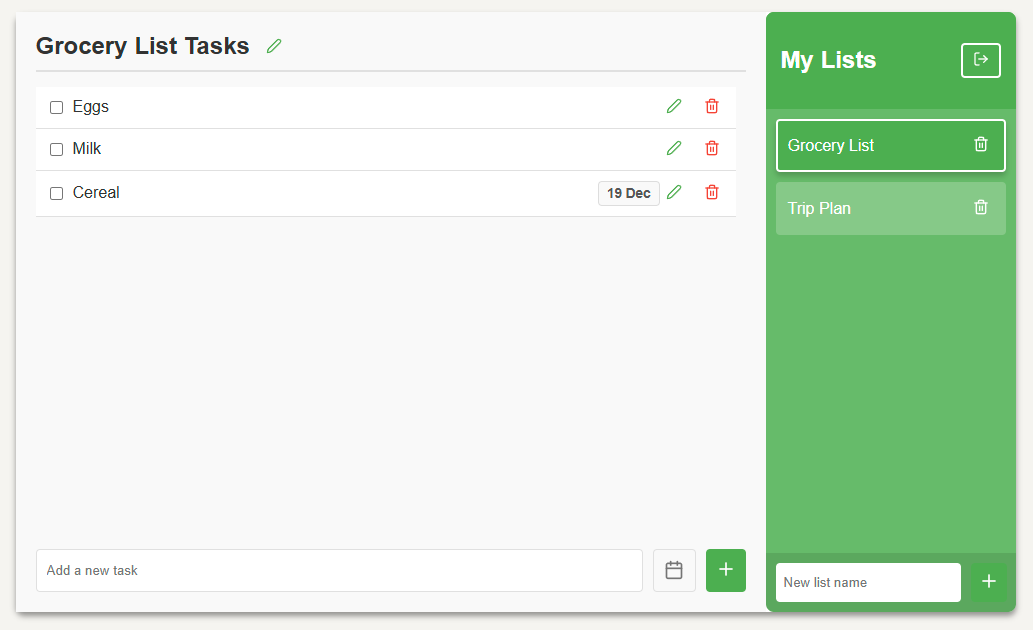 Grocery List Tasks
Eggs
Milk
Cereal
19 Dec
Add a new task
My Lists
Grocery List
Trip Plan
New list name